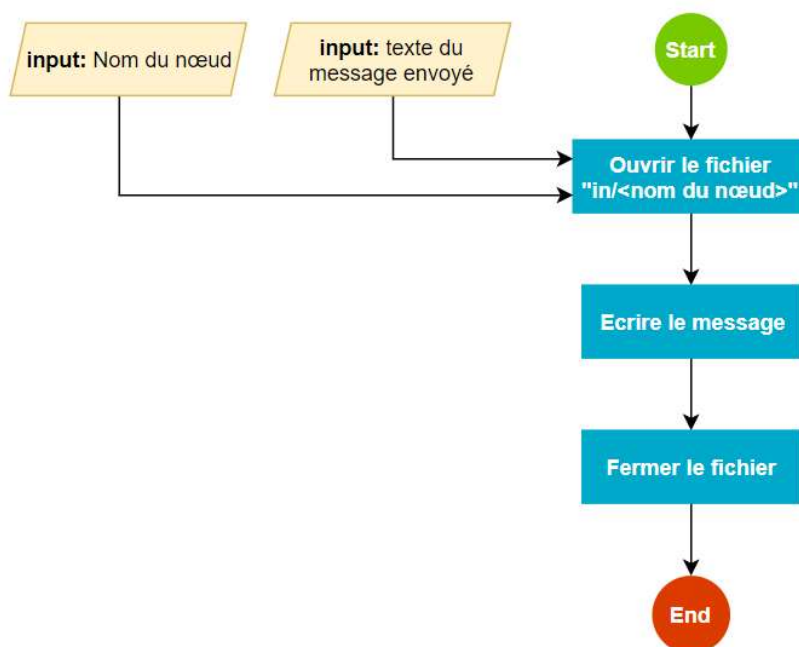 input: Nom du nœud
input: texte du
message envoyé
Start
Ouvrir le fichier
"in/<nom du nœud>"
Ecrire le message
Fermer le fichier
End